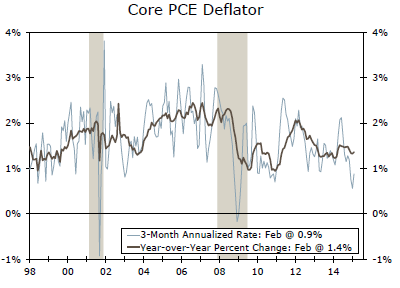 Core PCE Deflator
4% 4%
3% 3%
2% 2%
1% 1%
0% 0%
-1% -1%
3-Month Annualized Rate: Feb @ 0.9%
Year-over-Year Percent Change: Feb @ 1.4%
98 00 02 04 06 08 10 12 14